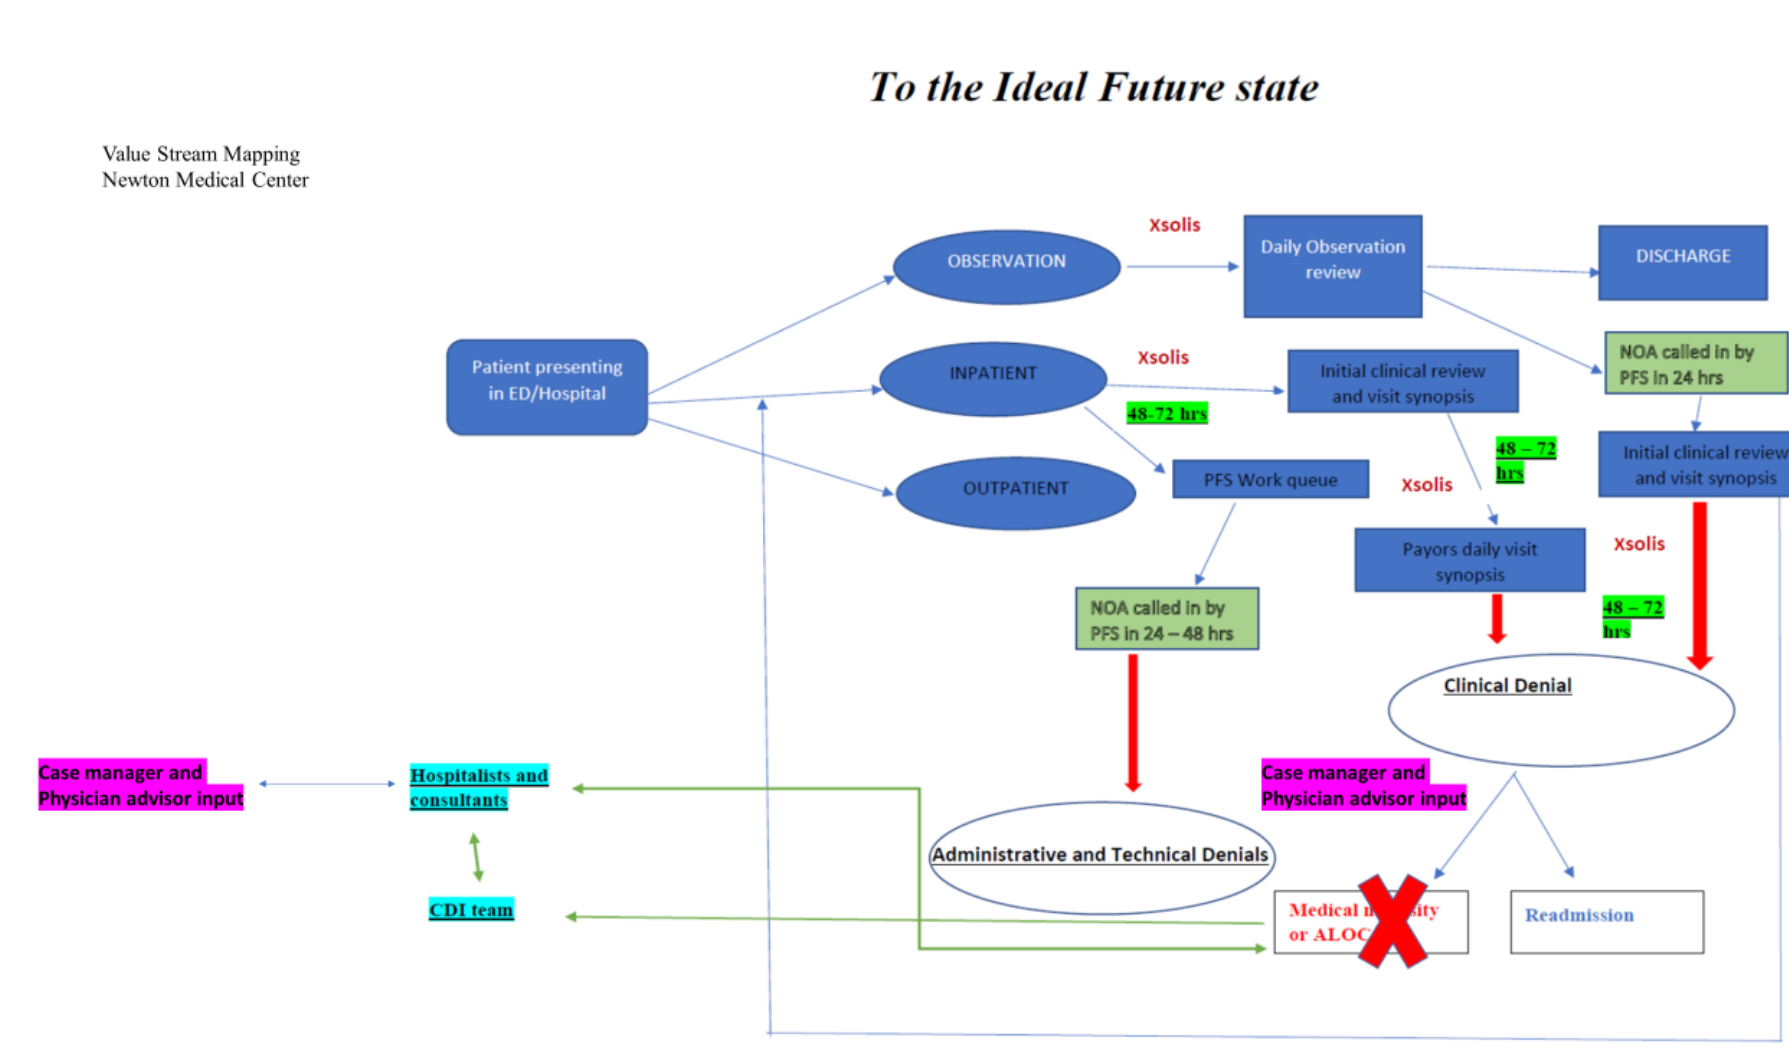 To the Ideal Future state
Value Stream Mapping
Newton Medical Center
Xsolis
OBSERVATION
Daily Observation
review
DISCHARGE
Patient presenting
in ED/Hospital
INPATIENT
Xsolis
48-72 hrs
Initial clinical review
and visit synopsis
NOA called in by
PFS in 24 hrs
OUTPATIENT
PFS Work queue
Xsolis
48 – 72
hrs
Initial clinical review
and visit synopsis
Payors daily visit
synopsis
Xsolis
48 – 72
hrs
NOA called in by
PFS in 24 – 48 hrs
Clinical Denial
Case manager and
Physician advisor input
Hospitalists and
consultants
Case manager and
Physician advisor input
Administrative and Technical Denials
CDI team
Medical
or ALOC
Readmission